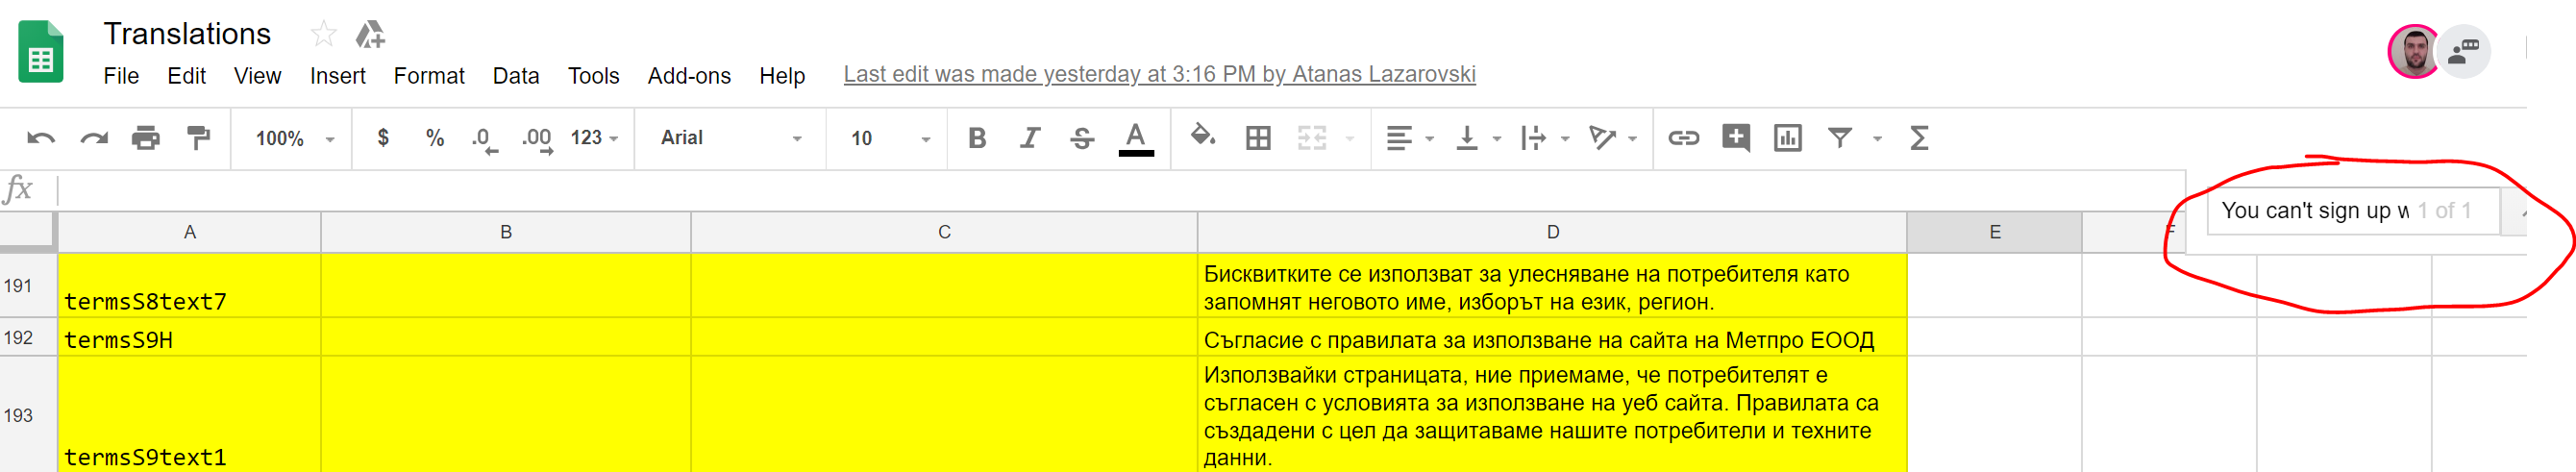 Translations
File Edit View Insert Format Data Tools Add-ons Help Last edit was made yesterday at 3:16 PM by Atanas Lazarovski
100% $ % .0 .00 123 Arial 10 B I S A Σ
fx
You can't sign up w 1 of 1
A B C D E F
191 termsS8text7 Бисквитките се използват за улесняване на потребителя като
запомнят неговото име, изборът на език, регион.
192 termsS9H Съгласие с правилата за използване на сайта на Метпро ЕООД
193 termsS9text1 Използвайки страницата, ние приемаме, че потребителят е
съгласен с условията за използване на уеб сайта. Правилата са
създадени с цел да защитаваме нашите потребители и техните
данни.